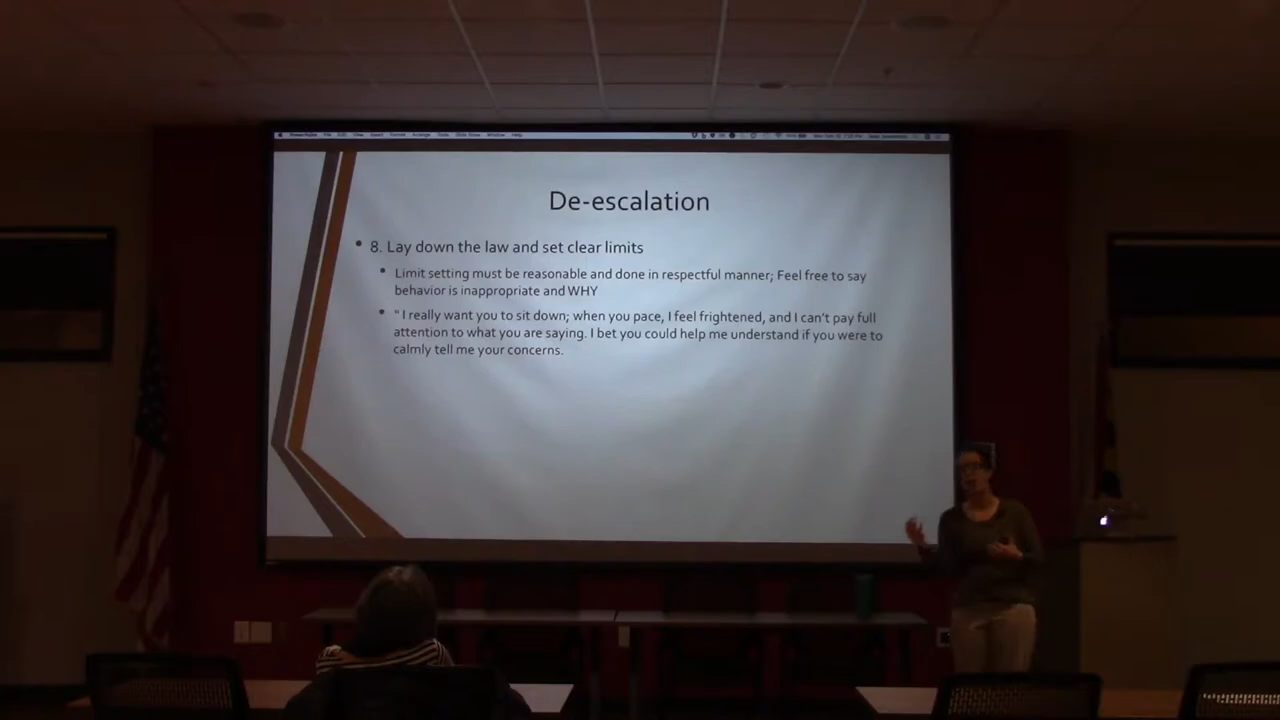 De-escalation
• 8. Lay down the law and set clear limits
• Limit setting must be reasonable and done in respectful manner; Feel free to say
behavior is inappropriate and WHY
• " I really want you to sit down; when you pace, I feel frightened, and I can't pay full
attention to what you are saying. I bet you could help me understand if you were to
calmly tell me your concerns.